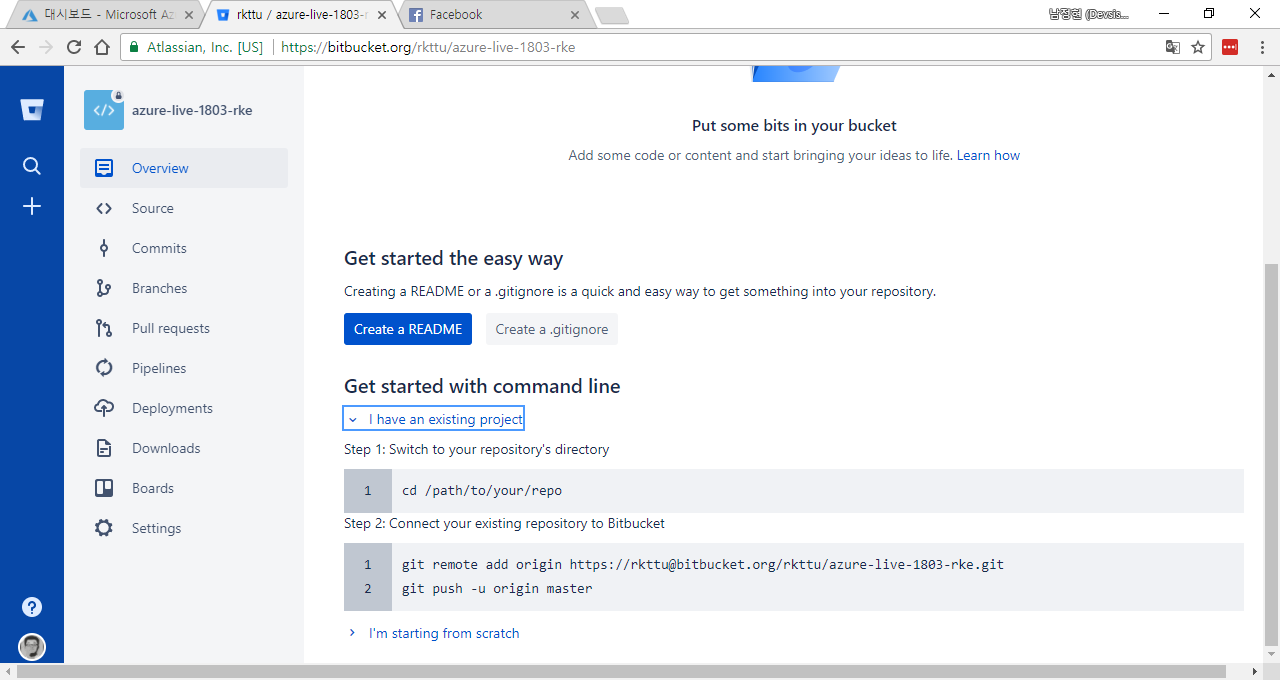 대시보드 - Microsoft Az
rkttu / azure-live-1803-r
Facebook
남정현 (Devsis...
Atlassian, Inc. [US]
https://bitbucket.org/rkttu/azure-live-1803-rke
azure-live-1803-rke
Overview
Source
Commits
Branches
Pull requests
Pipelines
Deployments
Downloads
Boards
Settings
Put some bits in your bucket
Add some code or content and start bringing your ideas to life. Learn how
Get started the easy way
Creating a README or a .gitignore is a quick and easy way to get something into your repository.
Create a README
Create a .gitignore
Get started with command line
I have an existing project
Step 1: Switch to your repository's directory
1 cd /path/to/your/repo
Step 2: Connect your existing repository to Bitbucket
1 git remote add origin https://rkttu@bitbucket.org/rkttu/azure-live-1803-rke.git
2 git push -u origin master
I'm starting from scratch